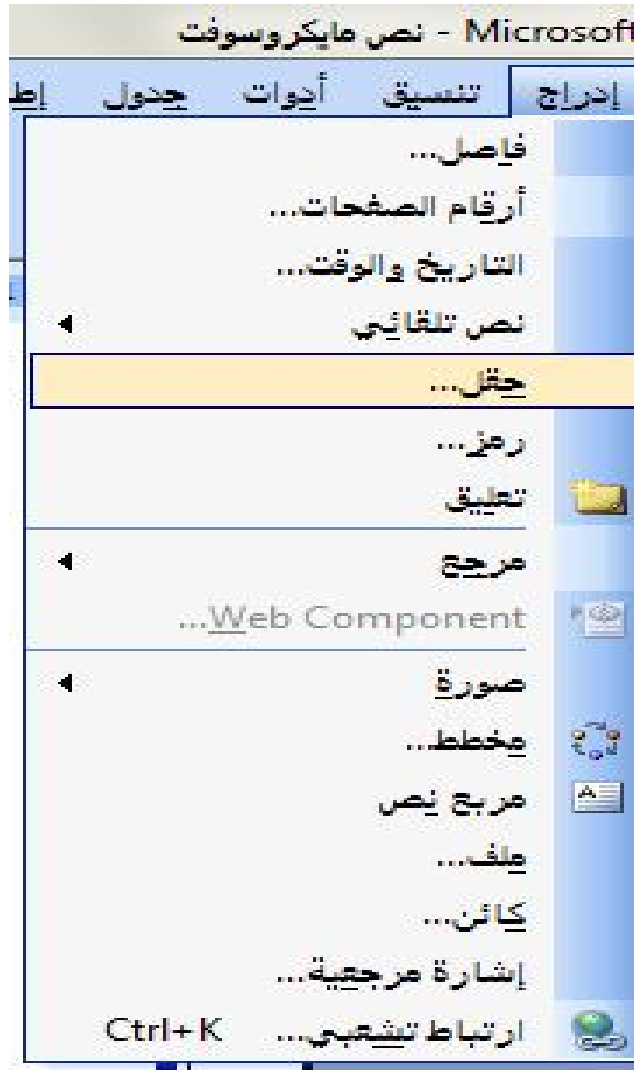 نص مايكروسوفت - Microsoft
إدراج تنسيق أدوات جدول إط
فاصل...
أرقام الصفحات...
التاريخ والوقت...
نص تلقائي
حقل...
رمز...
تعليق
مرجع
Web Component...
صورة
مخطط...
مربع نص
ملف...
كائن...
إشارة مرجعية...
ارتباط تشعبي... Ctrl+K